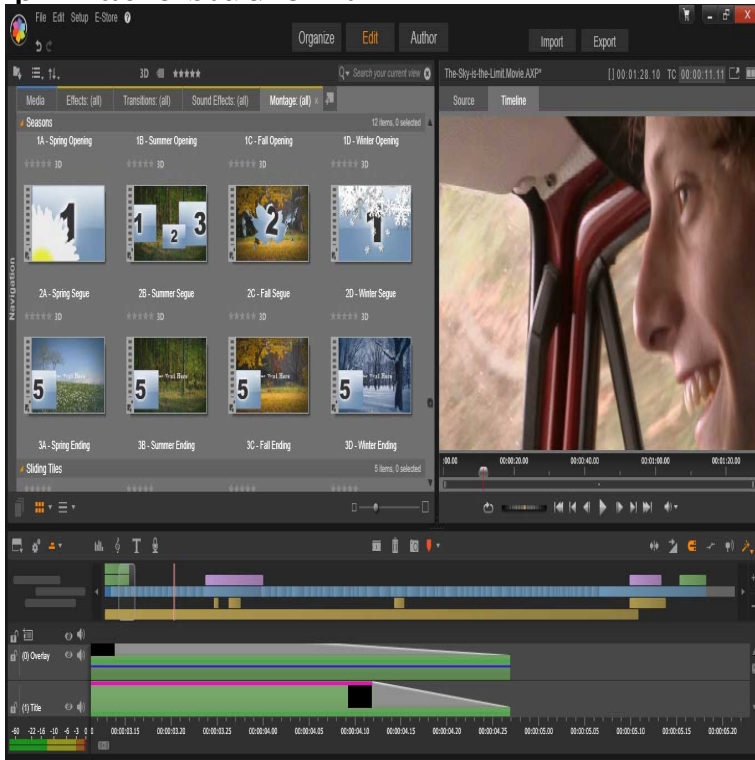 File Edit Setup E-Store
Organize Edit Author
Import Export
3D
Search your current view
The-Sky-is-the-Limit.Movie.AXP*
[] 00:01:28.10 TC 00:00:11.11
Media Effects: (all) Transitions: (all) Sound Effects: (all) Montage: (all) ×
Source Timeline
Seasons 12 items, 0 selected
1A - Spring Opening 1B - Summer Opening 1C - Fall Opening 1D - Winter Opening
3D 3D 3D 3D
1 1 2 3 2 1
Navigation
2A - Spring Segue 2B - Summer Segue 2C - Fall Segue 2D - Winter Segue
3D 3D 3D 3D
5 5 5 5
3A - Spring Ending 3B - Summer Ending 3C - Fall Ending 3D - Winter Ending
Sliding Tiles 5 items, 0 selected
:00.00 00:00:20.00 00:00:40.00 00:01:00.00 00:01:20.00
(0) Overlay
(1) Title
-60 -22 -16 -10 -6 -3 0
00:00:03.15 00:00:03.20 00:00:03.25 00:00:04.00 00:00:04.05 00:00:04.10 00:00:04.15 00:00:04.20 00:00:05.00 00:00:05.05 00:00:05.10 00:00:05.15 00:00:05.20